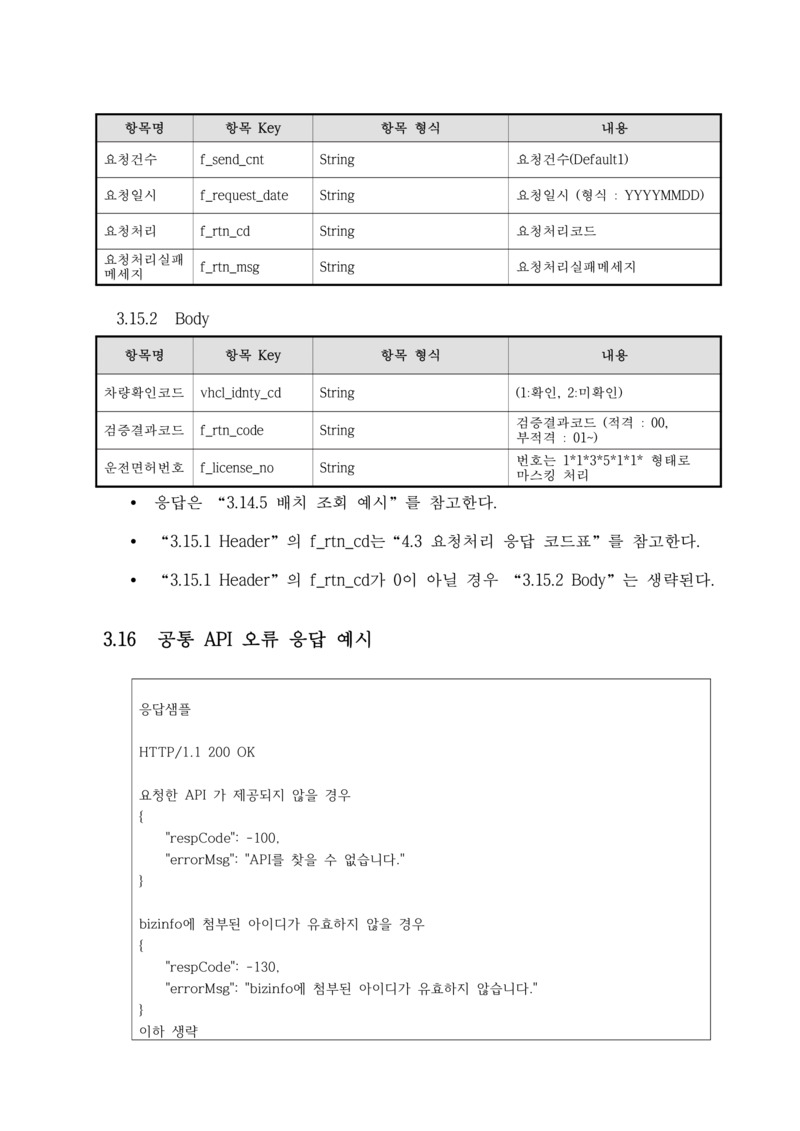 항목명 항목 Key 항목 형식 내용
요청건수 f_send_cnt String 요청건수(Default1)
요청일시 f_request_date String 요청일시 (형식 : YYYYMMDD)
요청처리 f_rtn_cd String 요청처리코드
요청처리실패
메세지 f_rtn_msg String 요청처리실패메세지
3.15.2 Body
항목명 항목 Key 항목 형식 내용
차량확인코드 vhcl_idnty_cd String (1:확인, 2:미확인)
검증결과코드 f_rtn_code String 검증결과코드 (적격 : 00,
부적격 : 01~)
운전면허번호 f_license_no String 번호는 1*1*3*5*1*1* 형태로
마스킹 처리
• 응답은 “3.14.5 배치 조회 예시”를 참고한다.
• “3.15.1 Header”의 f_rtn_cd는“4.3 요청처리 응답 코드표”를 참고한다.
• “3.15.1 Header”의 f_rtn_cd가 0이 아닐 경우 “3.15.2 Body”는 생략된다.
3.16 공통 API 오류 응답 예시
응답샘플
HTTP/1.1 200 OK
요청한 API 가 제공되지 않을 경우
{
"respCode": -100,
"errorMsg": "API를 찾을 수 없습니다."
}
bizinfo에 첨부된 아이디가 유효하지 않을 경우
{
"respCode": -130,
"errorMsg": "bizinfo에 첨부된 아이디가 유효하지 않습니다."
}
이하 생략